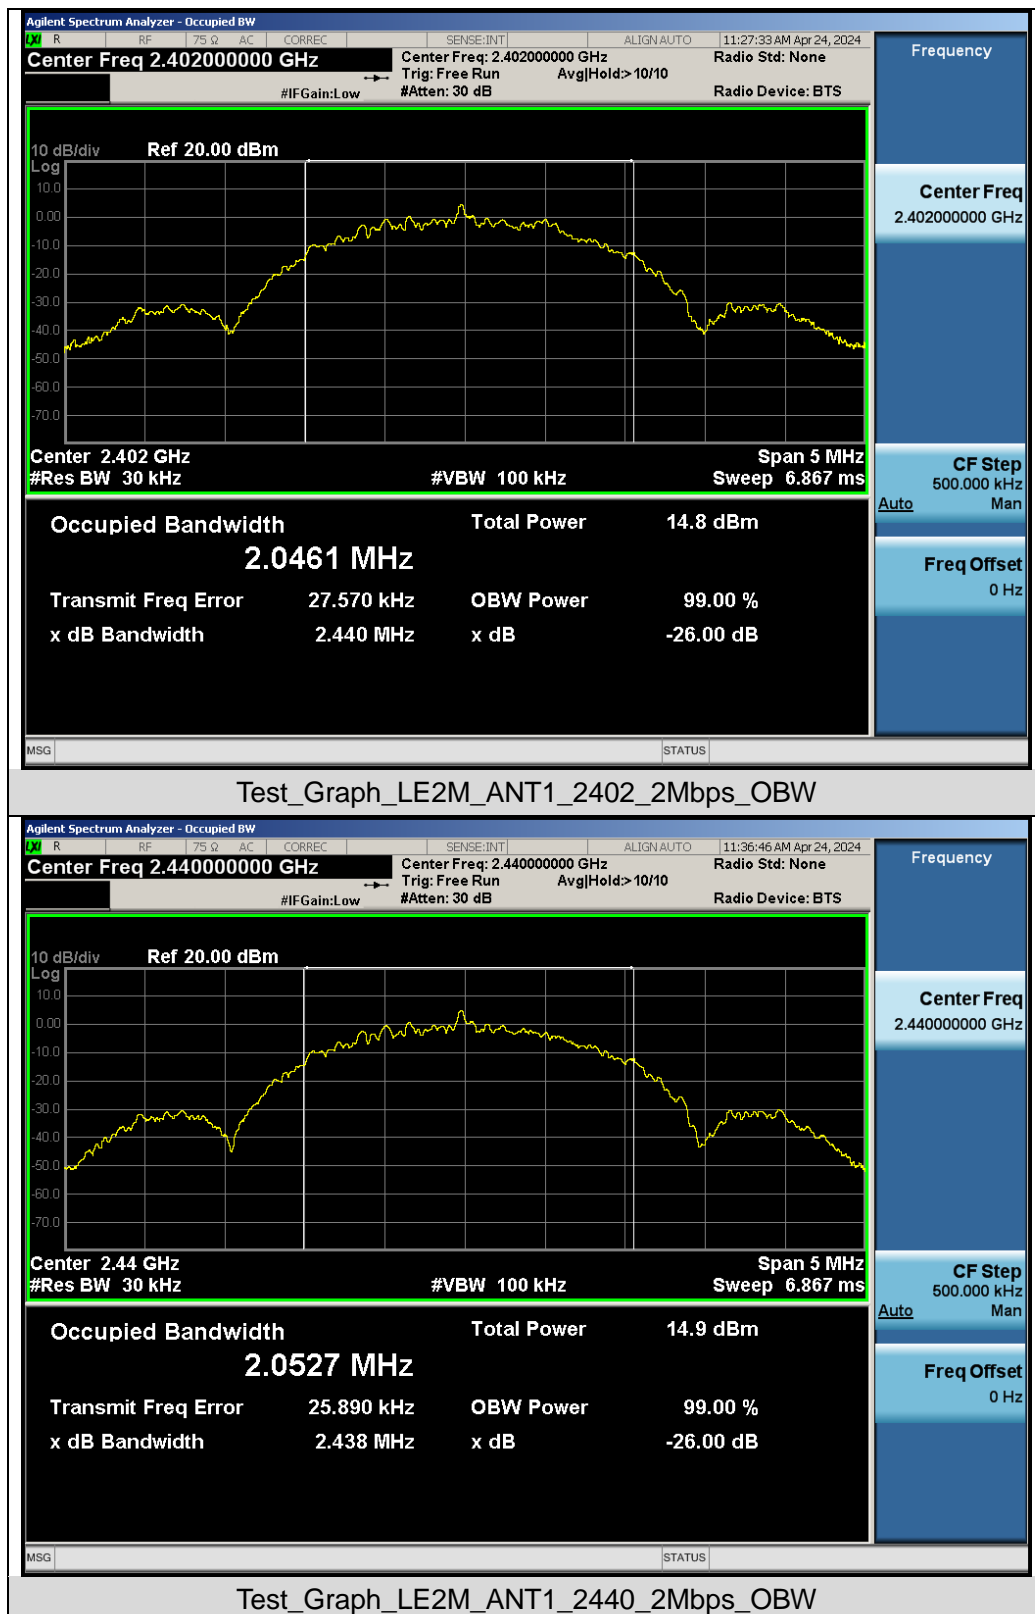 Agilent Spectrum Analyzer - Occupied BW
LXI R RF 75 Ω AC CORREC SENSE:INT ALIGN AUTO 11:27:33 AM Apr 24, 2024
Center Freq 2.402000000 GHz Center Freq: 2.402000000 GHz Radio Std: None
Trig: Free Run Avg|Hold:>10/10
#IFGain:Low #Atten: 30 dB Radio Device: BTS
Frequency
10 dB/div Ref 20.00 dBm
Log
10.0
0.00
-10.0
-20.0
-30.0
-40.0
-50.0
-60.0
-70.0
Center 2.402 GHz Span 5 MHz
#Res BW 30 kHz #VBW 100 kHz Sweep 6.867 ms
Center Freq
2.402000000 GHz
CF Step
500.000 kHz
Auto Man
Freq Offset
0 Hz
Occupied Bandwidth Total Power 14.8 dBm
2.0461 MHz
Transmit Freq Error 27.570 kHz OBW Power 99.00 %
x dB Bandwidth 2.440 MHz x dB -26.00 dB
MSG STATUS
Test_Graph_LE2M_ANT1_2402_2Mbps_OBW
Agilent Spectrum Analyzer - Occupied BW
LXI R RF 75 Ω AC CORREC SENSE:INT ALIGN AUTO 11:36:46 AM Apr 24, 2024
Center Freq 2.440000000 GHz Center Freq: 2.440000000 GHz Radio Std: None
Trig: Free Run Avg|Hold:>10/10
#IFGain:Low #Atten: 30 dB Radio Device: BTS
Frequency
10 dB/div Ref 20.00 dBm
Log
10.0
0.00
-10.0
-20.0
-30.0
-40.0
-50.0
-60.0
-70.0
Center 2.44 GHz Span 5 MHz
#Res BW 30 kHz #VBW 100 kHz Sweep 6.867 ms
Center Freq
2.440000000 GHz
CF Step
500.000 kHz
Auto Man
Freq Offset
0 Hz
Occupied Bandwidth Total Power 14.9 dBm
2.0527 MHz
Transmit Freq Error 25.890 kHz OBW Power 99.00 %
x dB Bandwidth 2.438 MHz x dB -26.00 dB
MSG STATUS
Test_Graph_LE2M_ANT1_2440_2Mbps_OBW